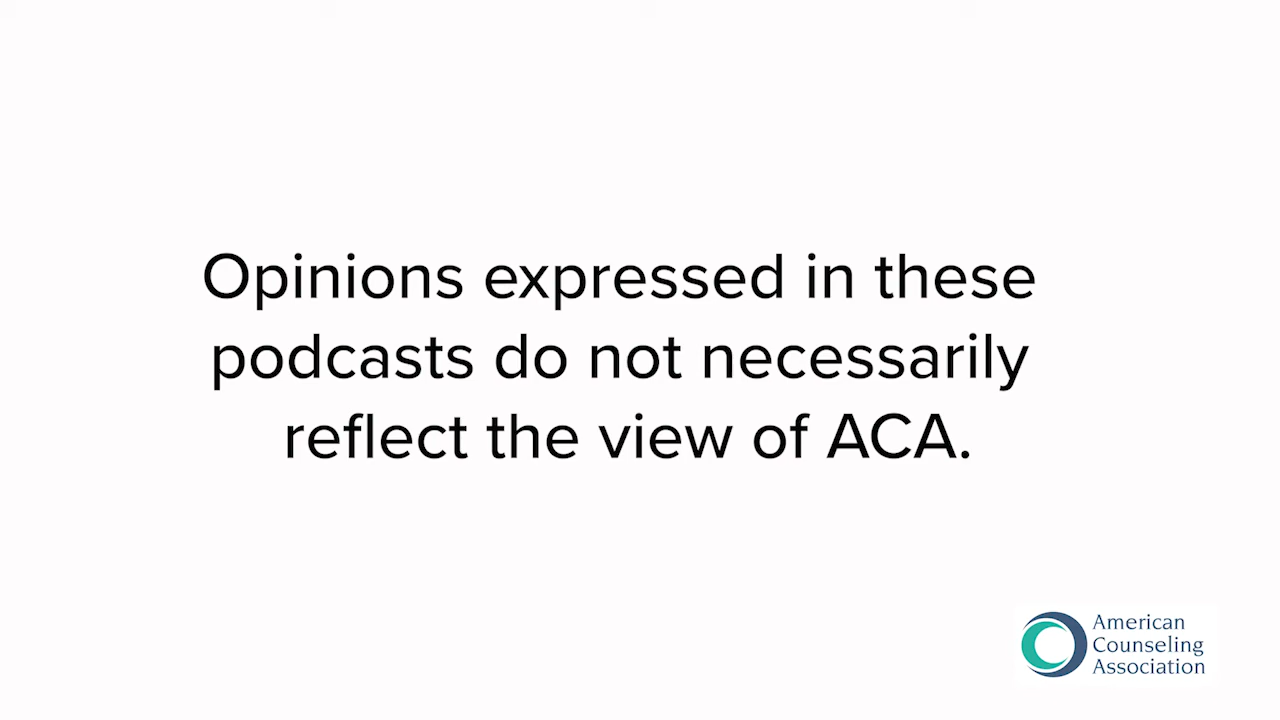 Opinions expressed in these
podcasts do not necessarily
reflect the view of ACA.
American
Counseling
Association